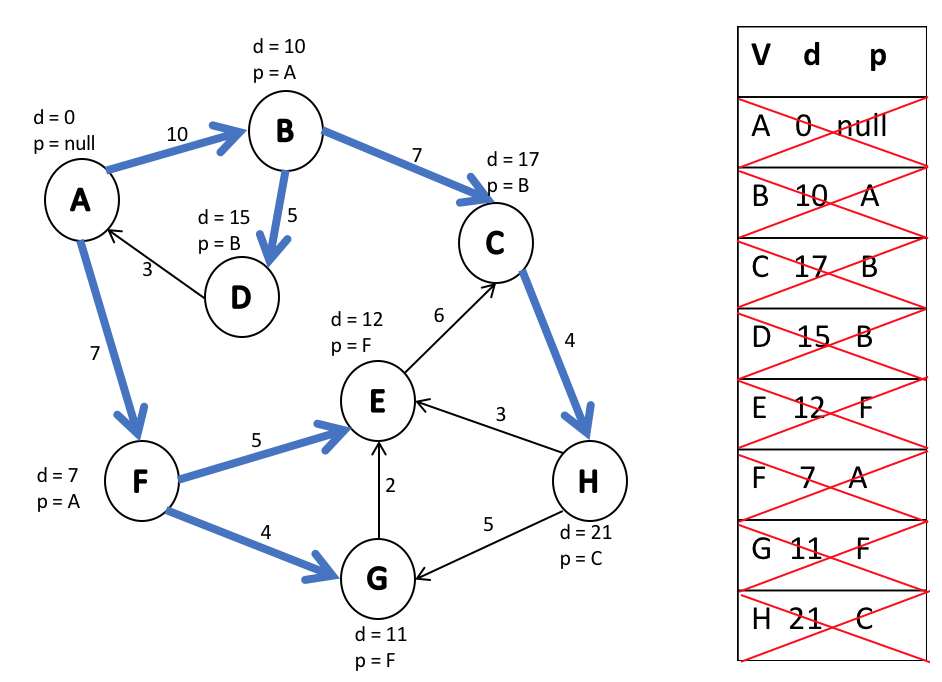 d = 10
p = A
B
d = 0
p = null
10
A
7
d = 17
p = B
C
d = 15
p = B
5
D
3
6
d = 12
p = F
E
4
7
3
5
F
d = 7
p = A
2
H
d = 21
p = C
4
5
G
d = 11
p = F
V d p
A 0 null
B 10 A
C 17 B
D 15 B
E 12 F
F 7 A
G 11 F
H 21 C